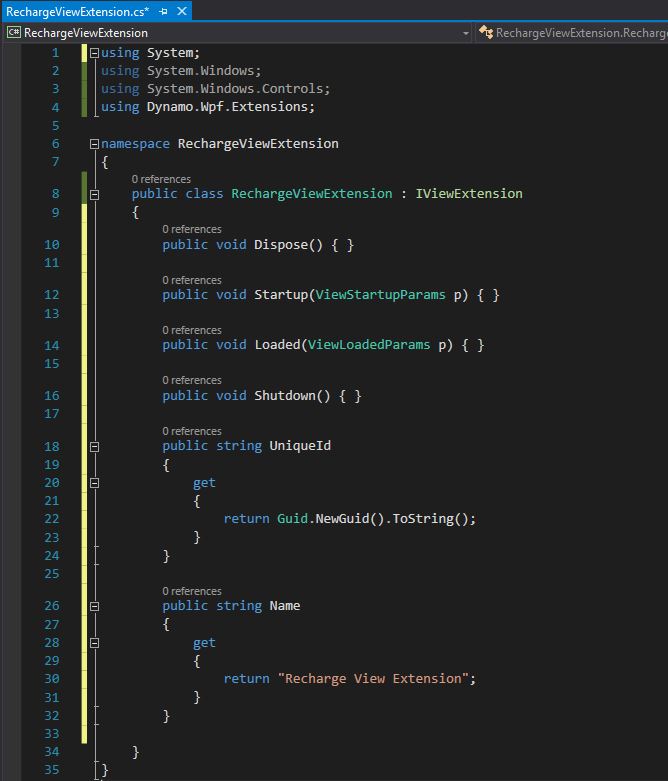 RechargeViewExtension.cs*
C# RechargeViewExtension RechargeViewExtension.Recharge
1 using System;
2 using System.Windows;
3 using System.Windows.Controls;
4 using Dynamo.Wpf.Extensions;
5
6 namespace RechargeViewExtension
7 {
0 references
8 public class RechargeViewExtension : IViewExtension
9 {
0 references
10 public void Dispose() { }
11
0 references
12 public void Startup(ViewStartupParams p) { }
13
0 references
14 public void Loaded(ViewLoadedParams p) { }
15
0 references
16 public void Shutdown() { }
17
0 references
18 public string UniqueId
19 {
20 get
21 {
22 return Guid.NewGuid().ToString();
23 }
24 }
25
0 references
26 public string Name
27 {
28 get
29 {
30 return "Recharge View Extension";
31 }
32 }
33
34 }
35 }